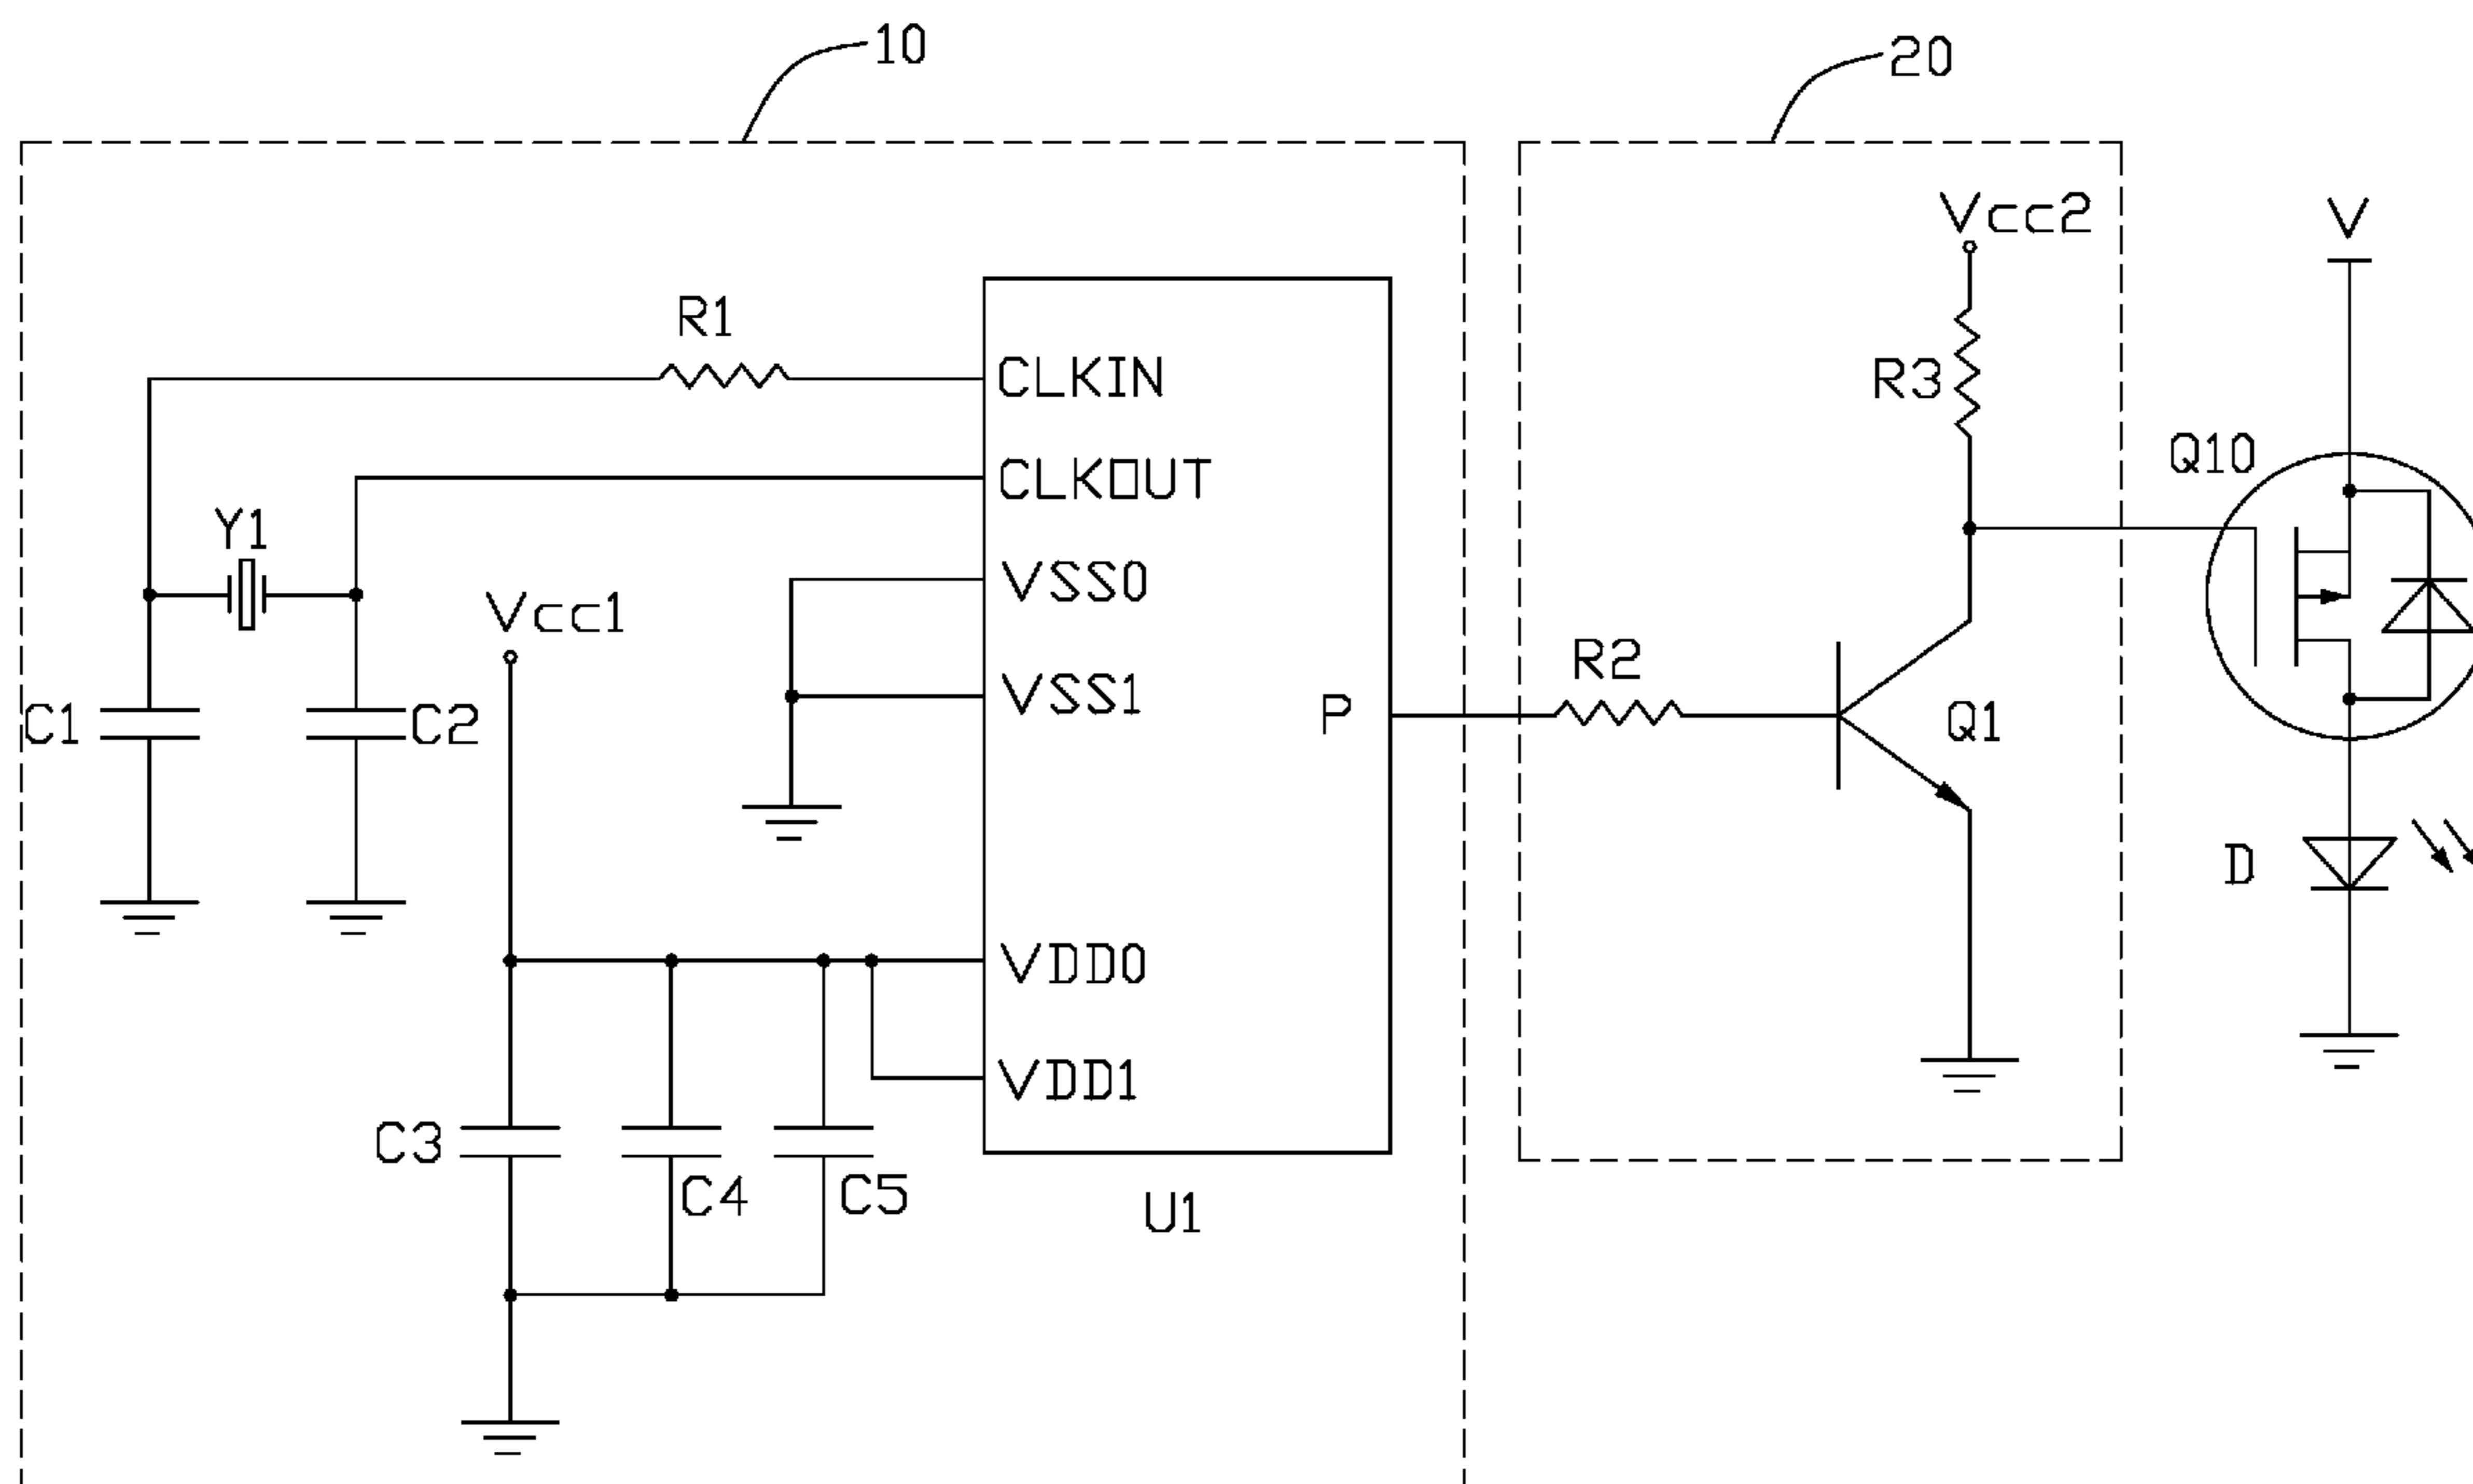 10
20
Vcc2
V
R1
CLKIN
R3
Q10
CLKOUT
Y1
VSS0
Vcc1
R2
VSS1
P
C1
C2
Q1
D
VDD0
VDD1
C3
C4
C5
U1